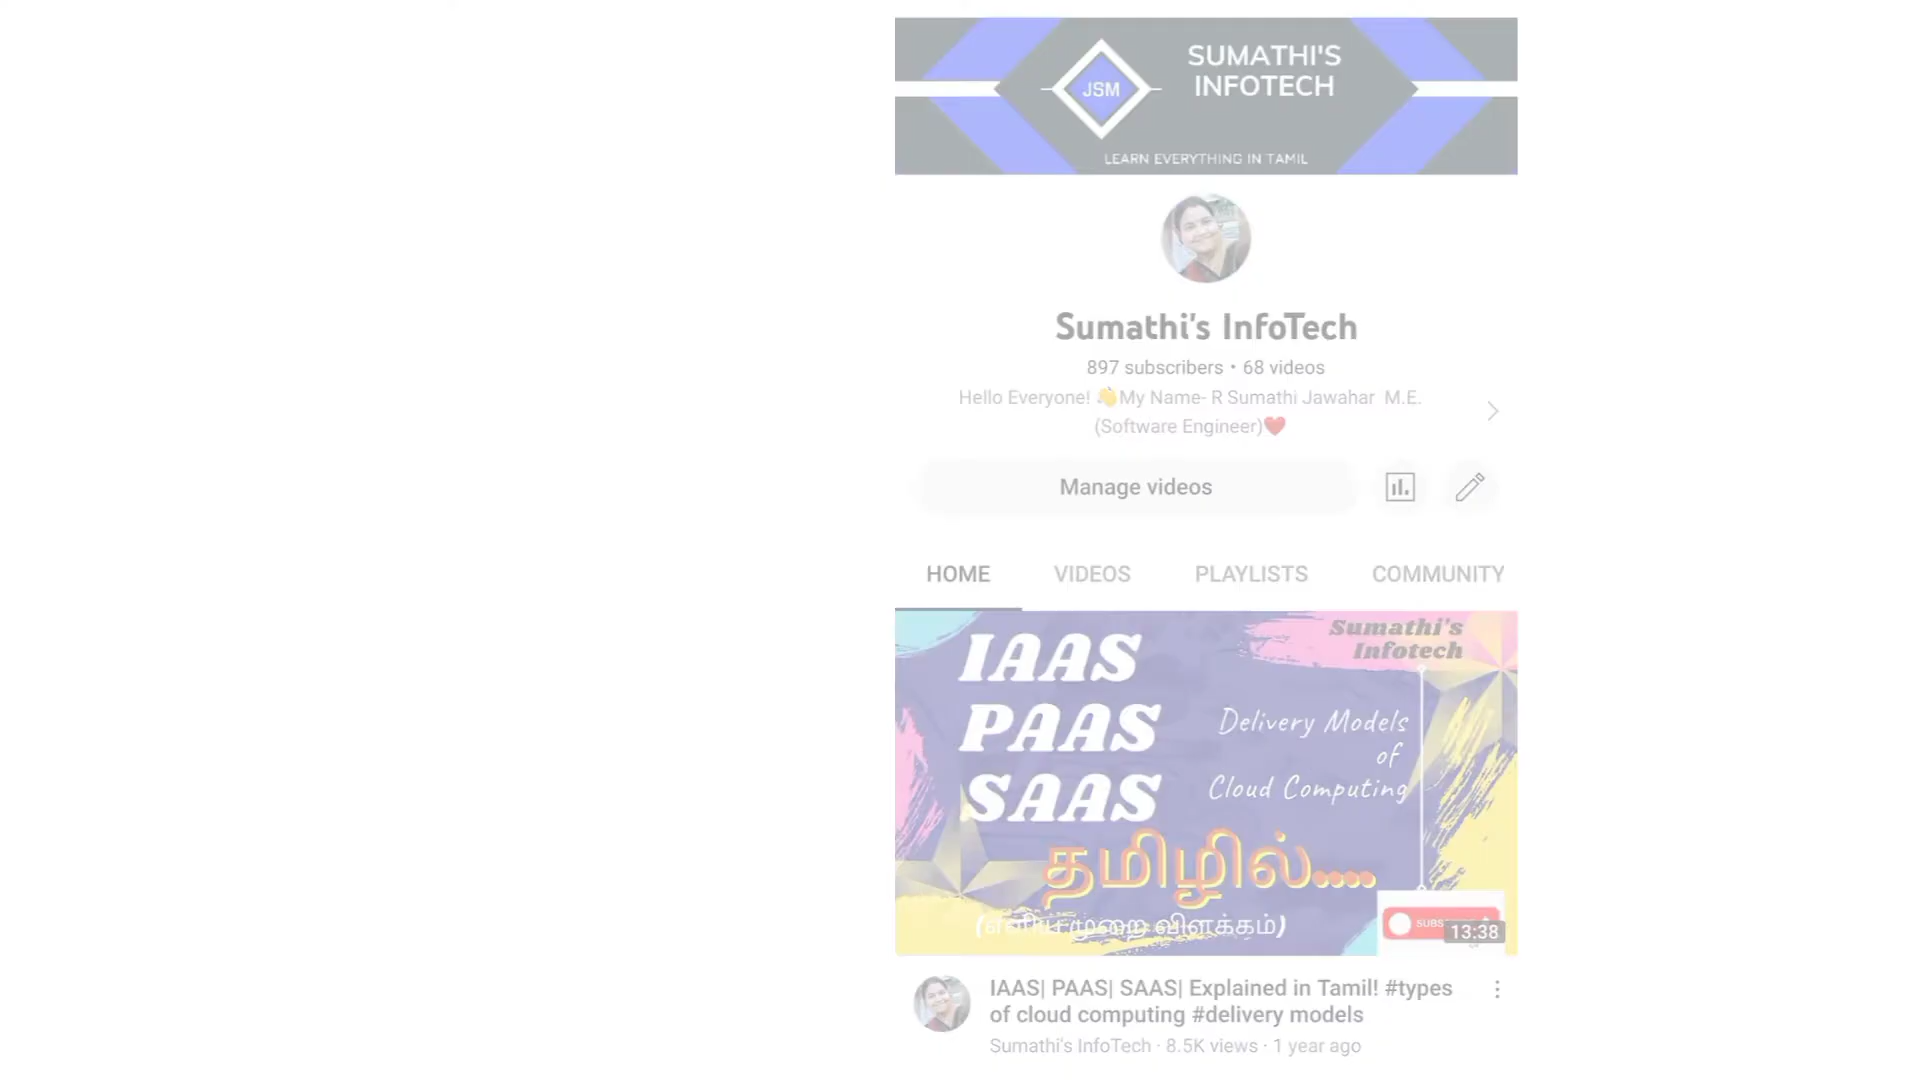 SUMATHI'S
INFOTECH
JSM
LEARN EVERYTHING IN TAMIL
Sumathi's InfoTech
897 subscribers • 68 videos
Hello Everyone! 👋My Name- R Sumathi Jawahar M.E.
(Software Engineer)❤️
Manage videos
HOME VIDEOS PLAYLISTS COMMUNITY
Sumathi's
Infotech
IAAS
PAAS
SAAS
Delivery Models
of
Cloud Computing
தமிழில்....
(எளிய முறை விளக்கம்)
13:38
IAAS| PAAS| SAAS| Explained in Tamil! #types
of cloud computing #delivery models
Sumathi's InfoTech · 8.5K views · 1 year ago